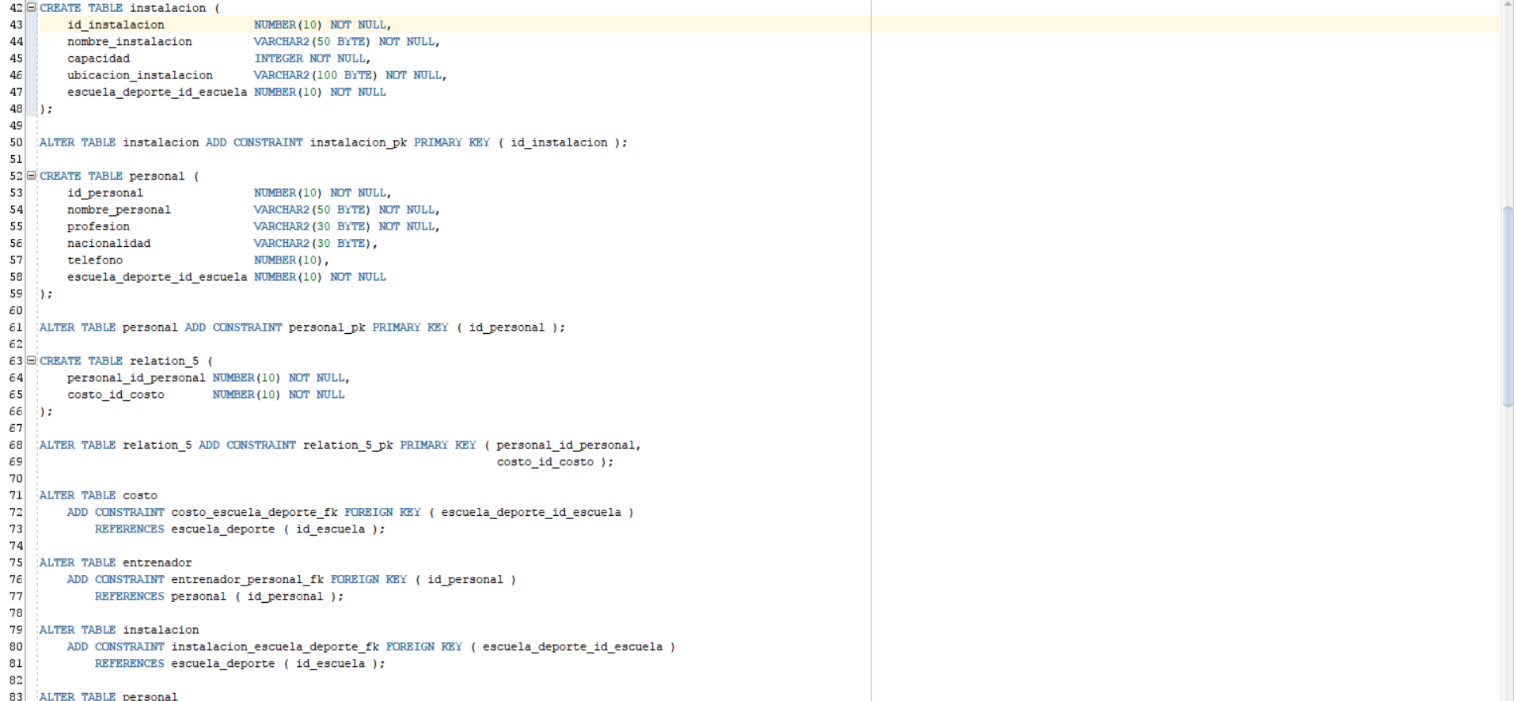 42 CREATE TABLE instalacion (
43     id_instalacion             NUMBER(10) NOT NULL,
44     nombre_instalacion         VARCHAR2(50 BYTE) NOT NULL,
45     capacidad                  INTEGER NOT NULL,
46     ubicacion_instalacion      VARCHAR2(100 BYTE) NOT NULL,
47     escuela_deporte_id_escuela NUMBER(10) NOT NULL
48 );
49
50 ALTER TABLE instalacion ADD CONSTRAINT instalacion_pk PRIMARY KEY ( id_instalacion );
51
52 CREATE TABLE personal (
53     id_personal                NUMBER(10) NOT NULL,
54     nombre_personal            VARCHAR2(50 BYTE) NOT NULL,
55     profesion                  VARCHAR2(30 BYTE) NOT NULL,
56     nacionalidad               VARCHAR2(30 BYTE),
57     telefono                   NUMBER(10),
58     escuela_deporte_id_escuela NUMBER(10) NOT NULL
59 );
60
61 ALTER TABLE personal ADD CONSTRAINT personal_pk PRIMARY KEY ( id_personal );
62
63 CREATE TABLE relation_5 (
64     personal_id_personal NUMBER(10) NOT NULL,
65     costo_id_costo       NUMBER(10) NOT NULL
66 );
67
68 ALTER TABLE relation_5 ADD CONSTRAINT relation_5_pk PRIMARY KEY ( personal_id_personal,
69                                                                   costo_id_costo );
70
71 ALTER TABLE costo
72     ADD CONSTRAINT costo_escuela_deporte_fk FOREIGN KEY ( escuela_deporte_id_escuela )
73         REFERENCES escuela_deporte ( id_escuela );
74
75 ALTER TABLE entrenador
76     ADD CONSTRAINT entrenador_personal_fk FOREIGN KEY ( id_personal )
77         REFERENCES personal ( id_personal );
78
79 ALTER TABLE instalacion
80     ADD CONSTRAINT instalacion_escuela_deporte_fk FOREIGN KEY ( escuela_deporte_id_escuela )
81         REFERENCES escuela_deporte ( id_escuela );
82
83 ALTER TABLE personal